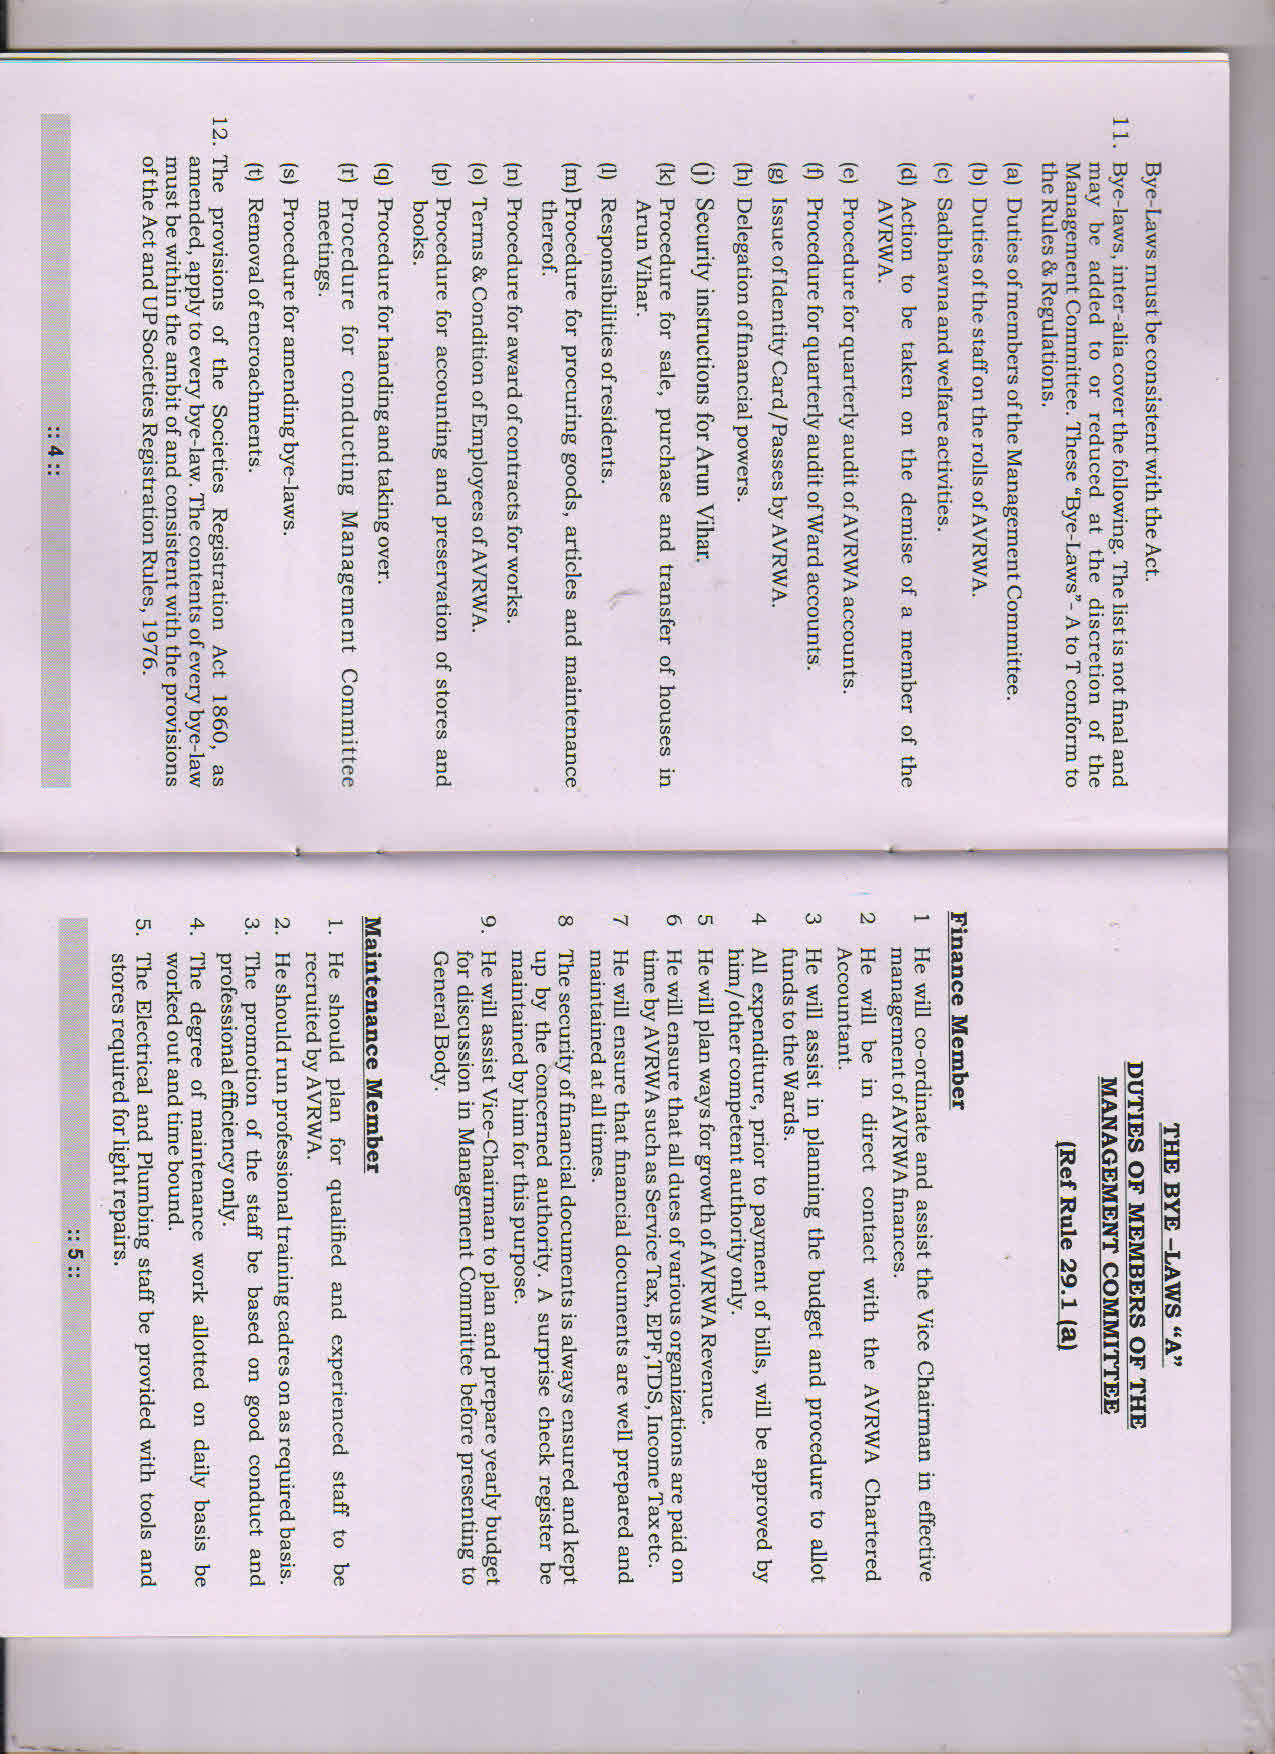 Bye-Laws must be consistent with the Act.
11. Bye-laws, inter-alia cover the following. The list is not final and
may be added to or reduced at the discretion of the
Management Committee. These "Bye-Laws"- A to T conform to
the Rules & Regulations.
(a) Duties of members of the Management Committee.
(b) Duties of the staff on the rolls of AVRWA.
(c) Sadbhavna and welfare activities.
(d) Action to be taken on the demise of a member of the
AVRWA.
(e) Procedure for quarterly audit of AVRWA accounts.
(f) Procedure for quarterly audit of Ward accounts.
(g) Issue of Identity Card/Passes by AVRWA.
(h) Delegation of financial powers.
(j) Security instructions for Arun Vihar.
(k) Procedure for sale, purchase and transfer of houses in
Arun Vihar.
(l) Responsibilities of residents.
(m) Procedure for procuring goods, articles and maintenance
thereof.
(n) Procedure for award of contracts for works.
(o) Terms & Condition of Employees of AVRWA.
(p) Procedure for accounting and preservation of stores and
books.
(q) Procedure for handing and taking over.
(r) Procedure for conducting Management Committee
meetings.
(s) Procedure for amending bye-laws.
(t) Removal of encroachments.
12. The provisions of the Societies Registration Act 1860, as
amended, apply to every bye-law. The contents of every bye-law
must be within the ambit of and consistent with the provisions
of the Act and UP Societies Registration Rules, 1976.
:: 4 ::
THE BYE –LAWS "A"
DUTIES OF MEMBERS OF THE
MANAGEMENT COMMITTEE
(Ref Rule 29.1 (a)
Finance Member
1 He will co-ordinate and assist the Vice Chairman in effective
management of AVRWA finances.
2 He will be in direct contact with the AVRWA Chartered
Accountant.
3 He will assist in planning the budget and procedure to allot
funds to the Wards.
4 All expenditure, prior to payment of bills, will be approved by
him/other competent authority only.
5 He will plan ways for growth of AVRWA Revenue.
6 He will ensure that all dues of various organizations are paid on
time by AVRWA such as Service Tax, EPF,TDS, Income Tax etc.
7 He will ensure that financial documents are well prepared and
maintained at all times.
8 The security of financial documents is always ensured and kept
up by the concerned authority. A surprise check register be
maintained by him for this purpose.
9. He will assist Vice-Chairman to plan and prepare yearly budget
for discussion in Management Committee before presenting to
General Body.
Maintenance Member
1. He should plan for qualified and experienced staff to be
recruited by AVRWA.
2. He should run professional training cadres on as required basis.
3. The promotion of the staff be based on good conduct and
professional efficiency only.
4. The degree of maintenance work allotted on daily basis be
worked out and time bound.
5. The Electrical and Plumbing staff be provided with tools and
stores required for light repairs.
:: 5 ::